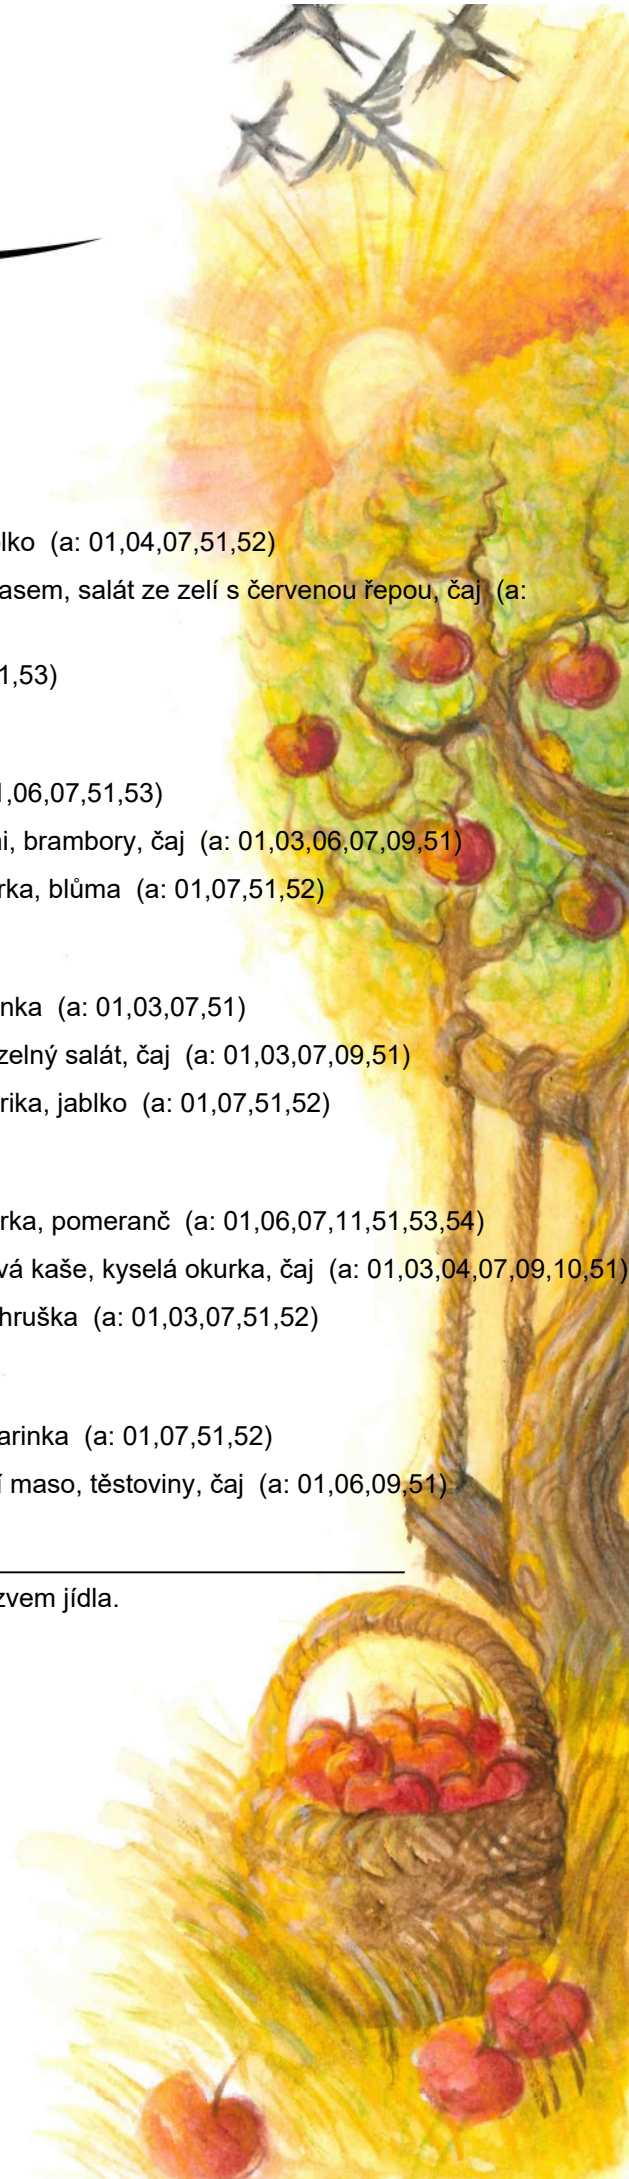 lko (a: 01,04,07,51,52)
asem, salát ze zelí s červenou řepou, čaj (a:
1,53)
1,06,07,51,53)
ni, brambory, čaj (a: 01,03,06,07,09,51)
rka, blůma (a: 01,07,51,52)
nka (a: 01,03,07,51)
zelný salát, čaj (a: 01,03,07,09,51)
rika, jablko (a: 01,07,51,52)
rka, pomeranč (a: 01,06,07,11,51,53,54)
vá kaše, kyselá okurka, čaj (a: 01,03,04,07,09,10,51)
hruška (a: 01,03,07,51,52)
arinka (a: 01,07,51,52)
í maso, těstoviny, čaj (a: 01,06,09,51)
zvem jídla.